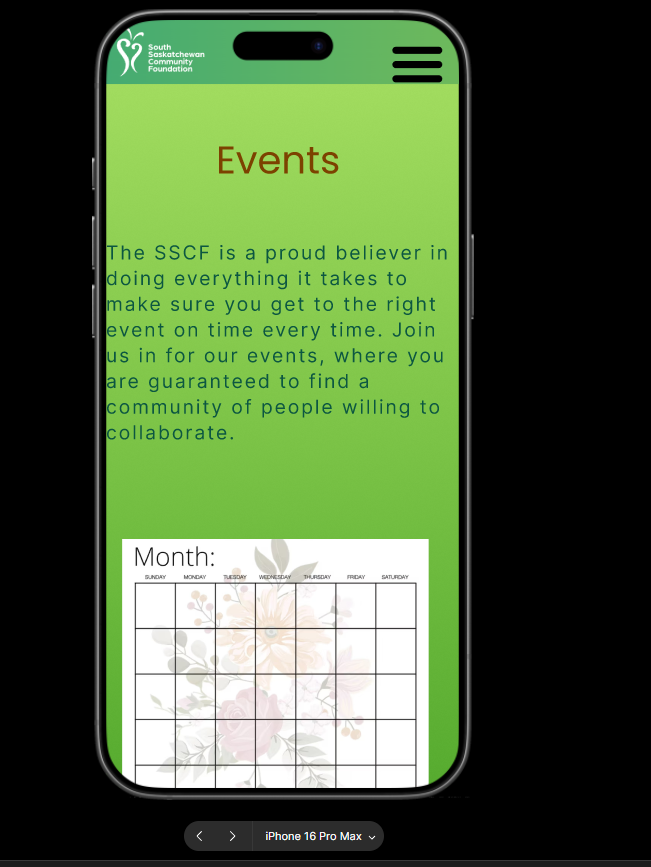 South
Saskatchewan
Community
Foundation
Events
The SSCF is a proud believer in
doing everything it takes to
make sure you get to the right
event on time every time. Join
us in for our events, where you
are guaranteed to find a
community of people willing to
collaborate.
Month:
SUNDAY MONDAY TUESDAY WEDNESDAY THURSDAY FRIDAY SATURDAY
iPhone 16 Pro Max